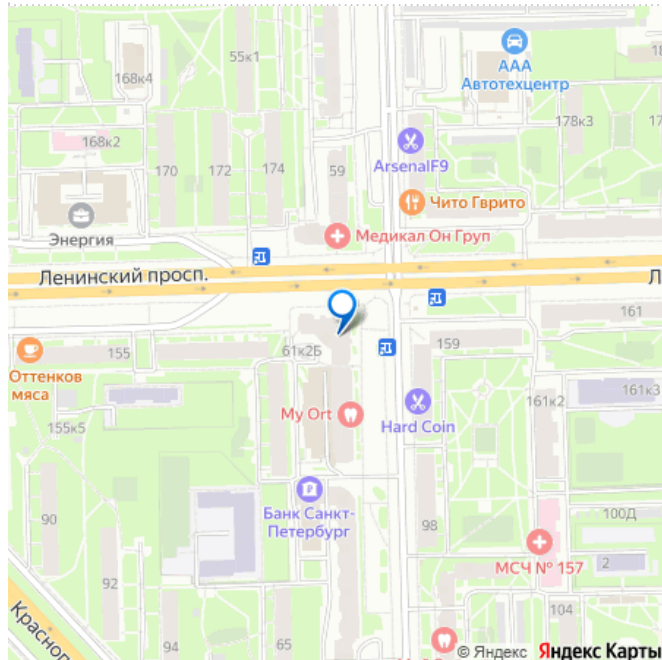 55к1
168к4
ААА
Автотехцентр
178к3
168к2
170
172
174
59
ArsenalF9
Чито Гврито
Энергия
Медикал Он Груп
Ленинский просп.
Л
161
155
61к2Б
159
Оттенков
мяса
161к3
My Ort
Hard Coin
161к2
155к5
Банк Санкт-
Петербург
90
98
100Д
МСЧ № 157
2
92
104
94
65
Красноп
© Яндекс Яндекс Карты